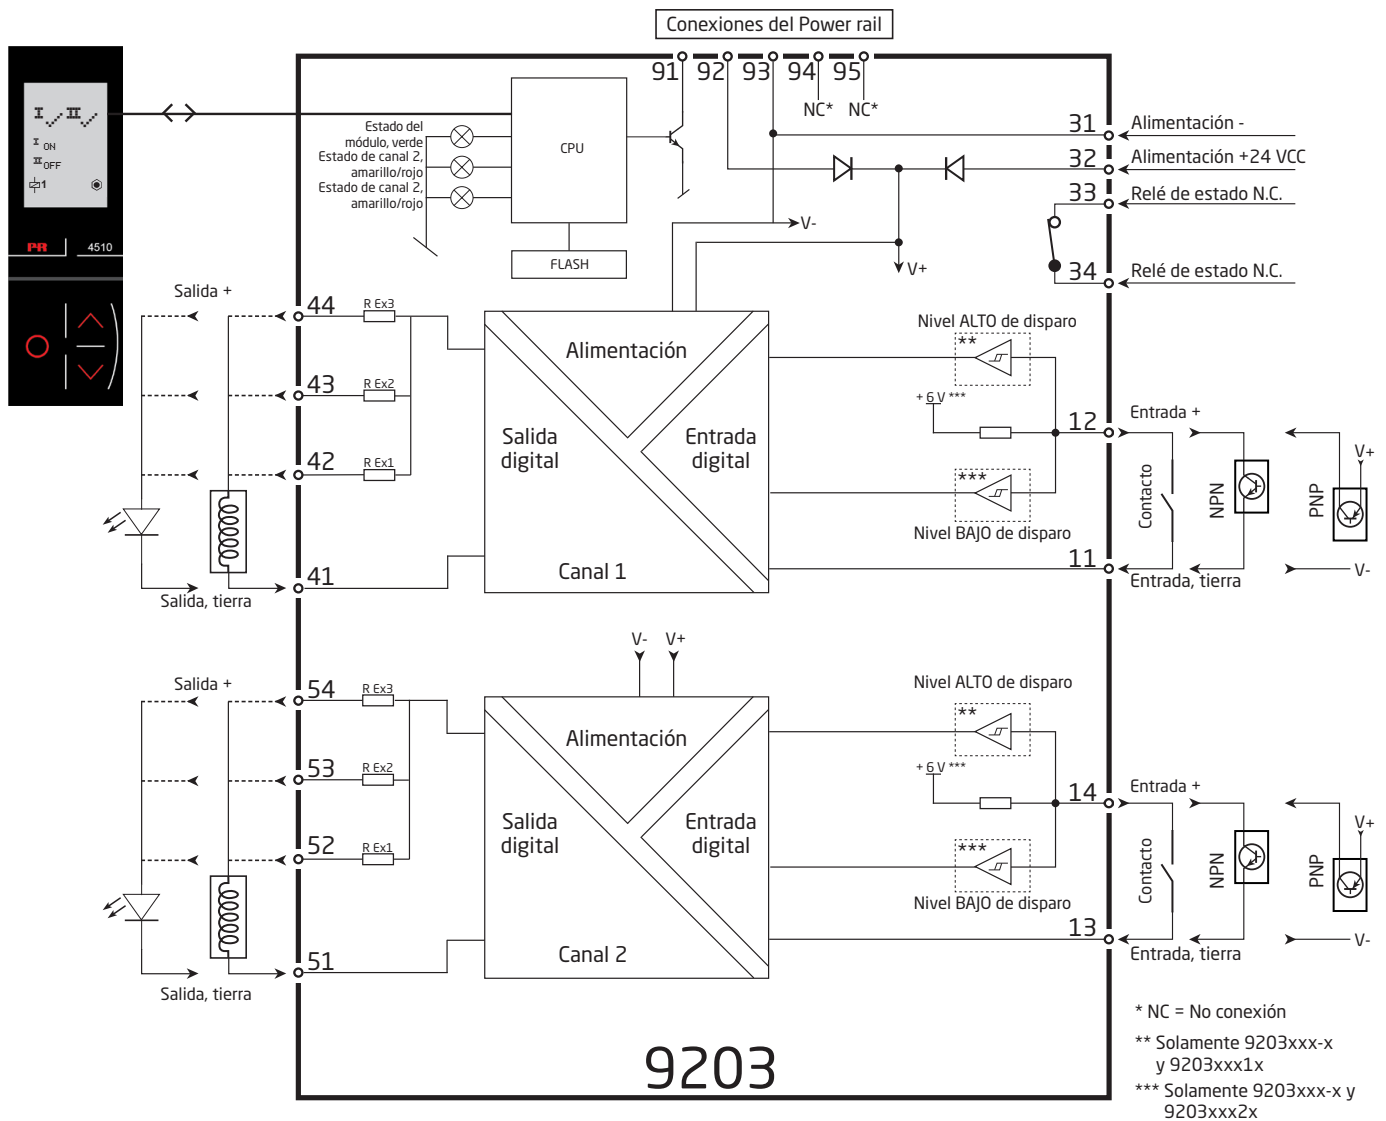 Conexiones del Power rail
91 92 93 94 95
NC* NC*
I II
I ON
II OFF
1
PR 4510
Estado del
módulo, verde
Estado de canal 2,
amarillo/rojo
Estado de canal 2,
amarillo/rojo
CPU
FLASH
V-
V+
31 Alimentación -
32 Alimentación +24 VCC
33 Relé de estado N.C.
34 Relé de estado N.C.
Salida +
44 R Ex3
43 R Ex2
42 R Ex1
41
Salida, tierra
Alimentación
Salida
digital
Entrada
digital
Canal 1
Nivel ALTO de disparo
**
+ 6 V ***
***
Nivel BAJO de disparo
12 Entrada +
11
Entrada, tierra
Contacto
NPN
PNP
V+
V-
V- V+
Salida +
54 R Ex3
53 R Ex2
52 R Ex1
51
Salida, tierra
Alimentación
Salida
digital
Entrada
digital
Canal 2
Nivel ALTO de disparo
**
+ 6 V ***
***
Nivel BAJO de disparo
14 Entrada +
13
Entrada, tierra
Contacto
NPN
PNP
V+
V-
9203
* NC = No conexión
** Solamente 9203xxx-x
y 9203xxx1x
*** Solamente 9203xxx-x y
9203xxx2x